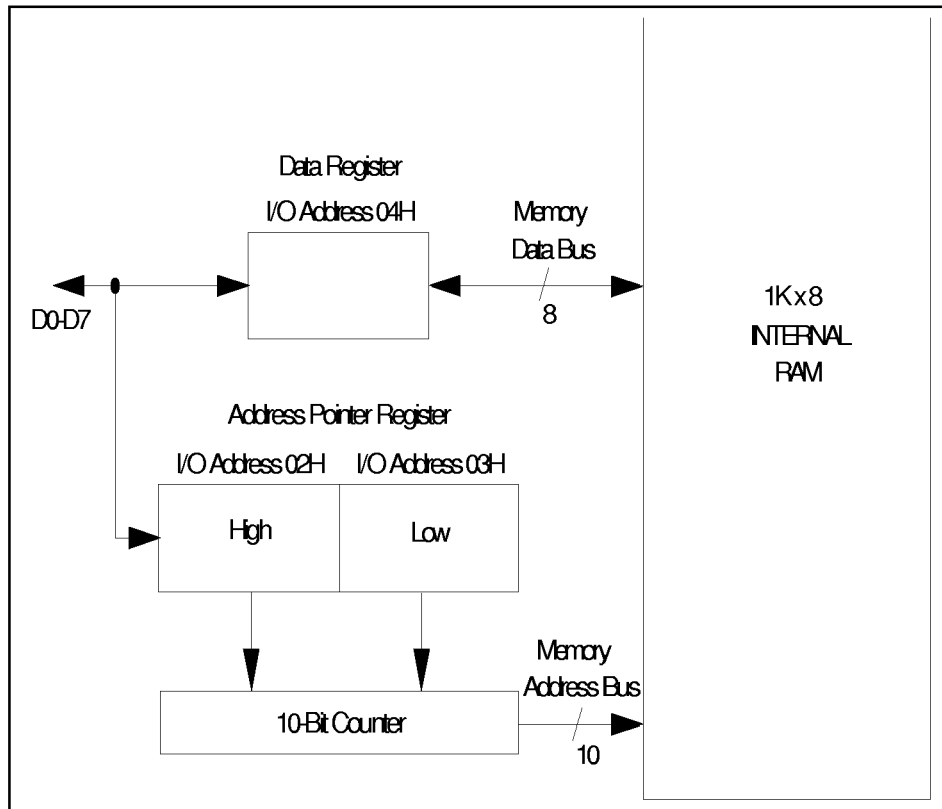 Data Register
I/O Address 04H
Memory
Data Bus
D0-D7
8
1K x 8
INTERNAL
RAM
Address Pointer Register
I/O Address 02H
I/O Address 03H
High
Low
Memory
Address Bus
10-Bit Counter
10